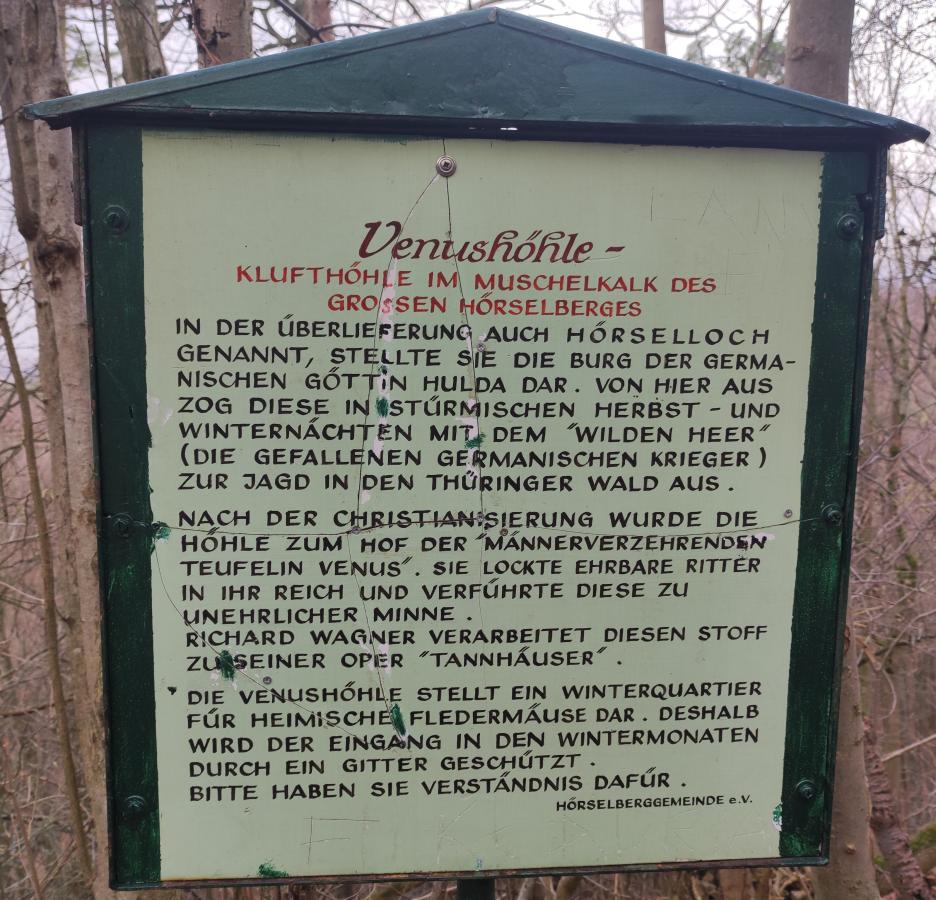 Venushöhle -
KLUFTHÖHLE IM MUSCHELKALK DES
GROSSEN HÖRSELBERGES
IN DER ÜBERLIEFERUNG AUCH HÖRSELLOCH
GENANNT, STELLTE SIE DIE BURG DER GERMA-
NISCHEN GÖTTIN HULDA DAR. VON HIER AUS
ZOG DIESE IN STÜRMISCHEN HERBST - UND
WINTERNÄCHTEN MIT DEM "WILDEN HEER"
(DIE GEFALLENEN GERMANISCHEN KRIEGER)
ZUR JAGD IN DEN THÜRINGER WALD AUS.
NACH DER CHRISTIANISIERUNG WURDE DIE
HÖHLE ZUM HOF DER "MÄNNERVERZEHRENDEN
TEUFELIN VENUS". SIE LOCKTE EHRBARE RITTER
IN IHR REICH UND VERFÜHRTE DIESE ZU
UNEHRLICHER MINNE.
RICHARD WAGNER VERARBEITET DIESEN STOFF
ZU SEINER OPER "TANNHÄUSER".
DIE VENUSHÖHLE STELLT EIN WINTERQUARTIER
FÜR HEIMISCHE FLEDERMÄUSE DAR. DESHALB
WIRD DER EINGANG IN DEN WINTERMONATEN
DURCH EIN GITTER GESCHÜTZT.
BITTE HABEN SIE VERSTÄNDNIS DAFÜR.
HÖRSELBERGGEMEINDE e.V.